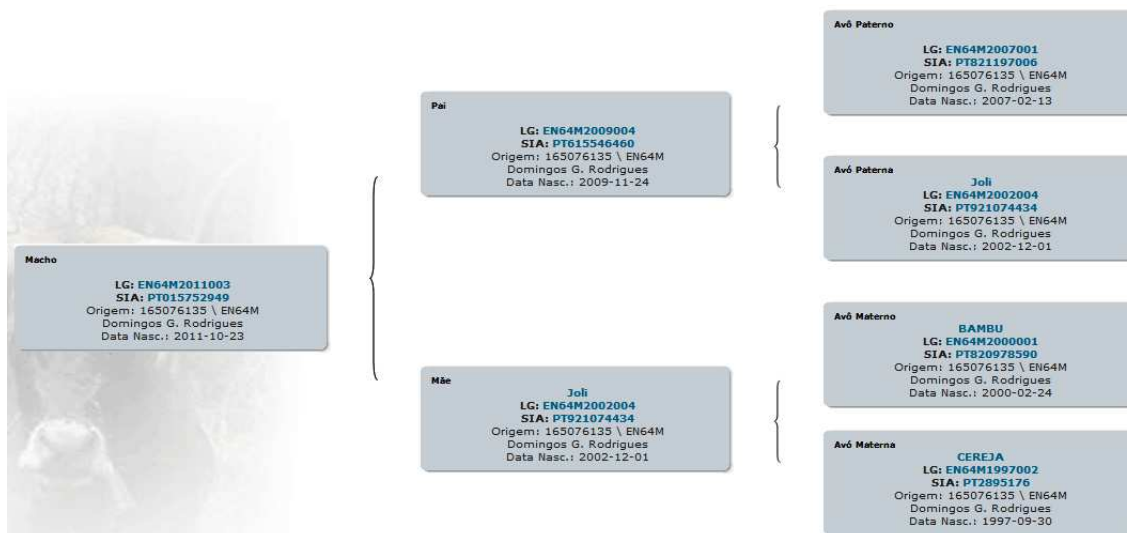 Macho
LG: EN64M2011003
SIA: PT015752949
Origem: 165076135 \ EN64M
Domingos G. Rodrigues
Data Nasc.: 2011-10-23
Pai
LG: EN64M2009004
SIA: PT615546460
Origem: 165076135 \ EN64M
Domingos G. Rodrigues
Data Nasc.: 2009-11-24
Mãe
Joli
LG: EN64M2002004
SIA: PT921074434
Origem: 165076135 \ EN64M
Domingos G. Rodrigues
Data Nasc.: 2002-12-01
Avô Paterno
LG: EN64M2007001
SIA: PT821197006
Origem: 165076135 \ EN64M
Domingos G. Rodrigues
Data Nasc.: 2007-02-13
Avó Paterna
Joli
LG: EN64M2002004
SIA: PT921074434
Origem: 165076135 \ EN64M
Domingos G. Rodrigues
Data Nasc.: 2002-12-01
Avô Materno
BAMBU
LG: EN64M2000001
SIA: PT820978590
Origem: 165076135 \ EN64M
Domingos G. Rodrigues
Data Nasc.: 2000-02-24
Avó Materna
CEREJA
LG: EN64M1997002
SIA: PT2895176
Origem: 165076135 \ EN64M
Domingos G. Rodrigues
Data Nasc.: 1997-09-30